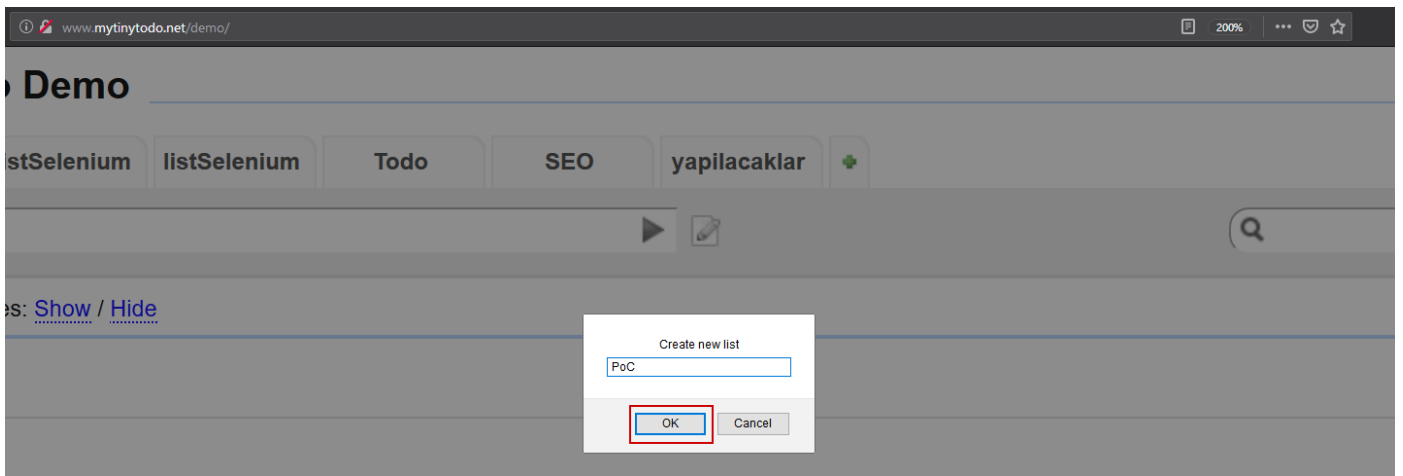 www.mytinytodo.net/demo/ 200%
Demo
stSelenium listSelenium Todo SEO yapilacaklar
es: Show / Hide
Create new list
PoC
OK Cancel